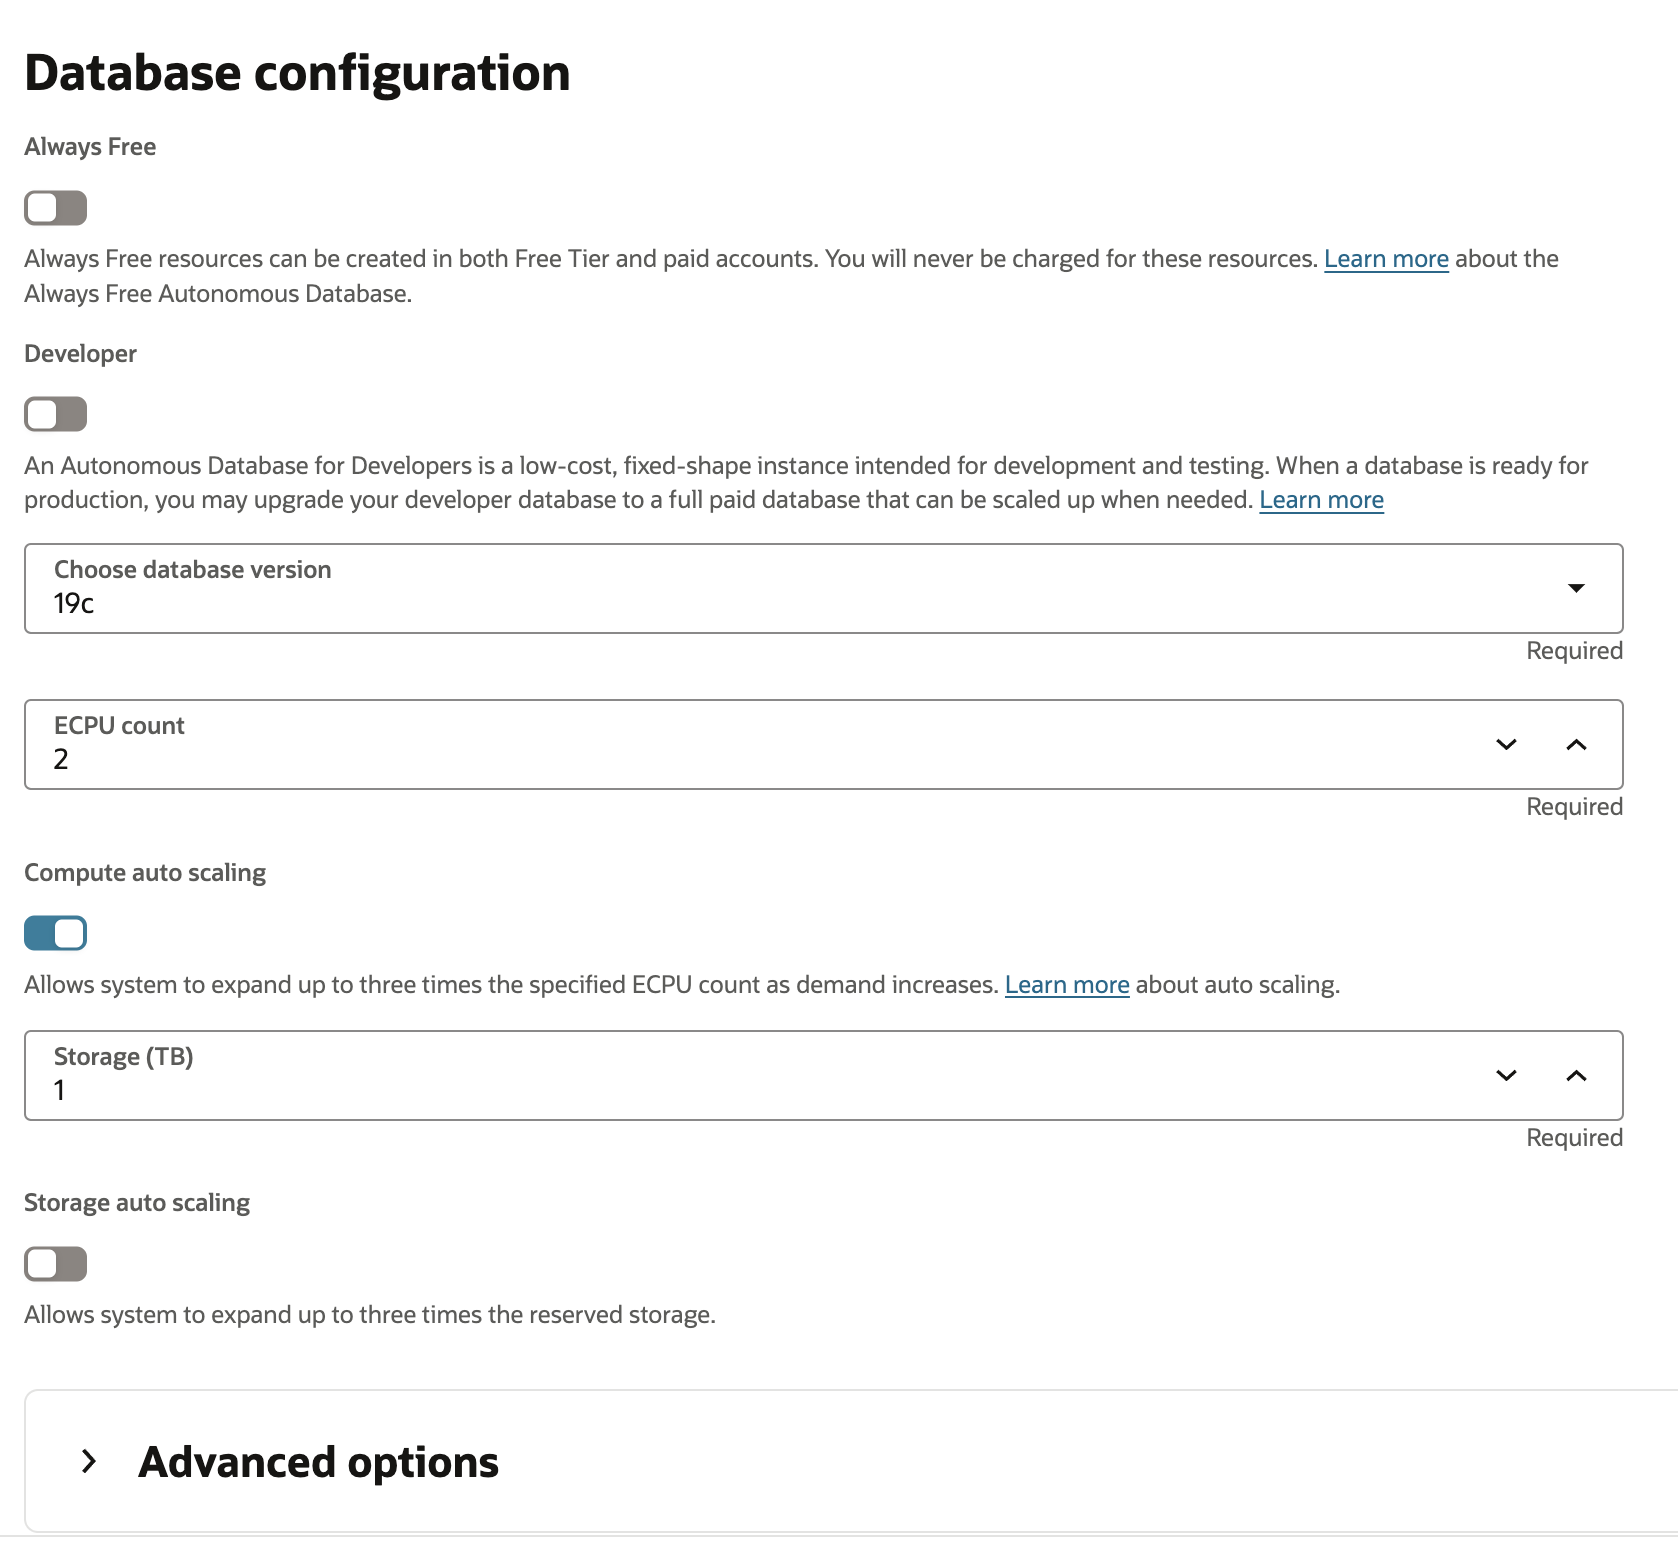 Database configuration
Always Free
Always Free resources can be created in both Free Tier and paid accounts. You will never be charged for these resources. Learn more about the
Always Free Autonomous Database.
Developer
An Autonomous Database for Developers is a low-cost, fixed-shape instance intended for development and testing. When a database is ready for
production, you may upgrade your developer database to a full paid database that can be scaled up when needed. Learn more
Choose database version
19c
Required
ECPU count
2
Required
Compute auto scaling
Allows system to expand up to three times the specified ECPU count as demand increases. Learn more about auto scaling.
Storage (TB)
1
Required
Storage auto scaling
Allows system to expand up to three times the reserved storage.
Advanced options